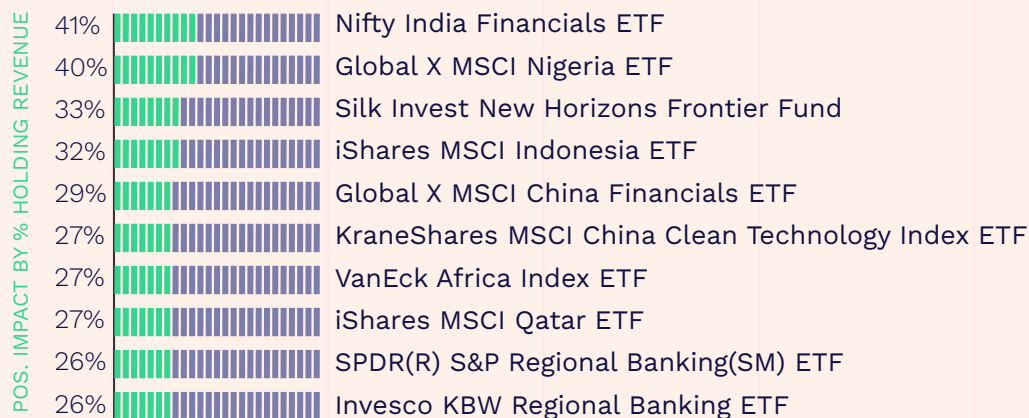 POS. IMPACT BY % HOLDING REVENUE
41% Nifty India Financials ETF
40% Global X MSCI Nigeria ETF
33% Silk Invest New Horizons Frontier Fund
32% iShares MSCI Indonesia ETF
29% Global X MSCI China Financials ETF
27% KraneShares MSCI China Clean Technology Index ETF
27% VanEck Africa Index ETF
27% iShares MSCI Qatar ETF
26% SPDR(R) S&P Regional Banking(SM) ETF
26% Invesco KBW Regional Banking ETF